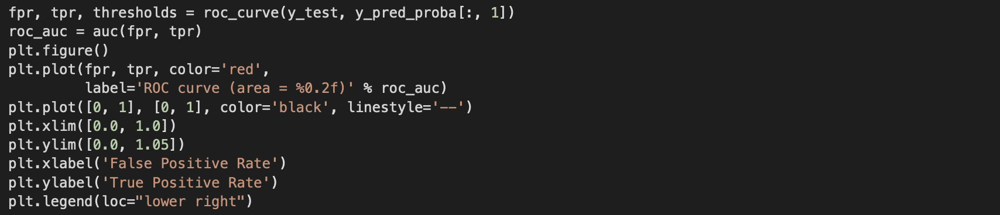 fpr, tpr, thresholds = roc_curve(y_test, y_pred_proba[:, 1])
roc_auc = auc(fpr, tpr)
plt.figure()
plt.plot(fpr, tpr, color='red',
         label='ROC curve (area = %0.2f)' % roc_auc)
plt.plot([0, 1], [0, 1], color='black', linestyle='--')
plt.xlim([0.0, 1.0])
plt.ylim([0.0, 1.05])
plt.xlabel('False Positive Rate')
plt.ylabel('True Positive Rate')
plt.legend(loc="lower right")